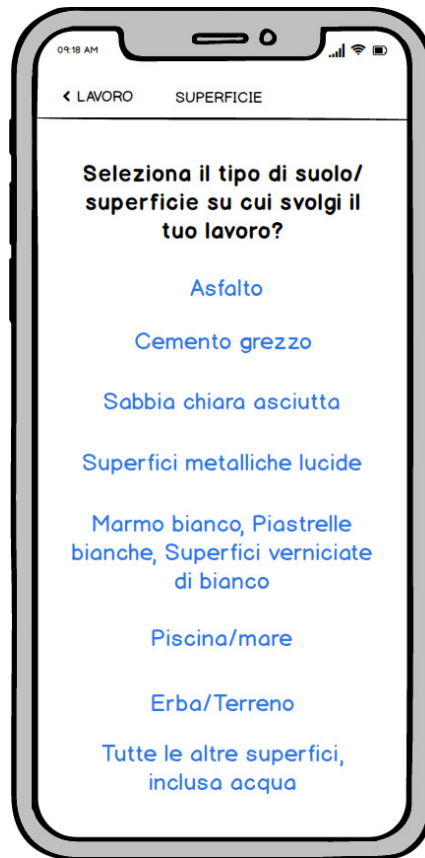 09:18 AM
< LAVORO SUPERFICIE
Seleziona il tipo di suolo/
superficie su cui svolgi il
tuo lavoro?
Asfalto
Cemento grezzo
Sabbia chiara asciutta
Superfici metalliche lucide
Marmo bianco, Piastrelle
bianche, Superfici verniciate
di bianco
Piscina/mare
Erba/Terreno
Tutte le altre superfici,
inclusa acqua